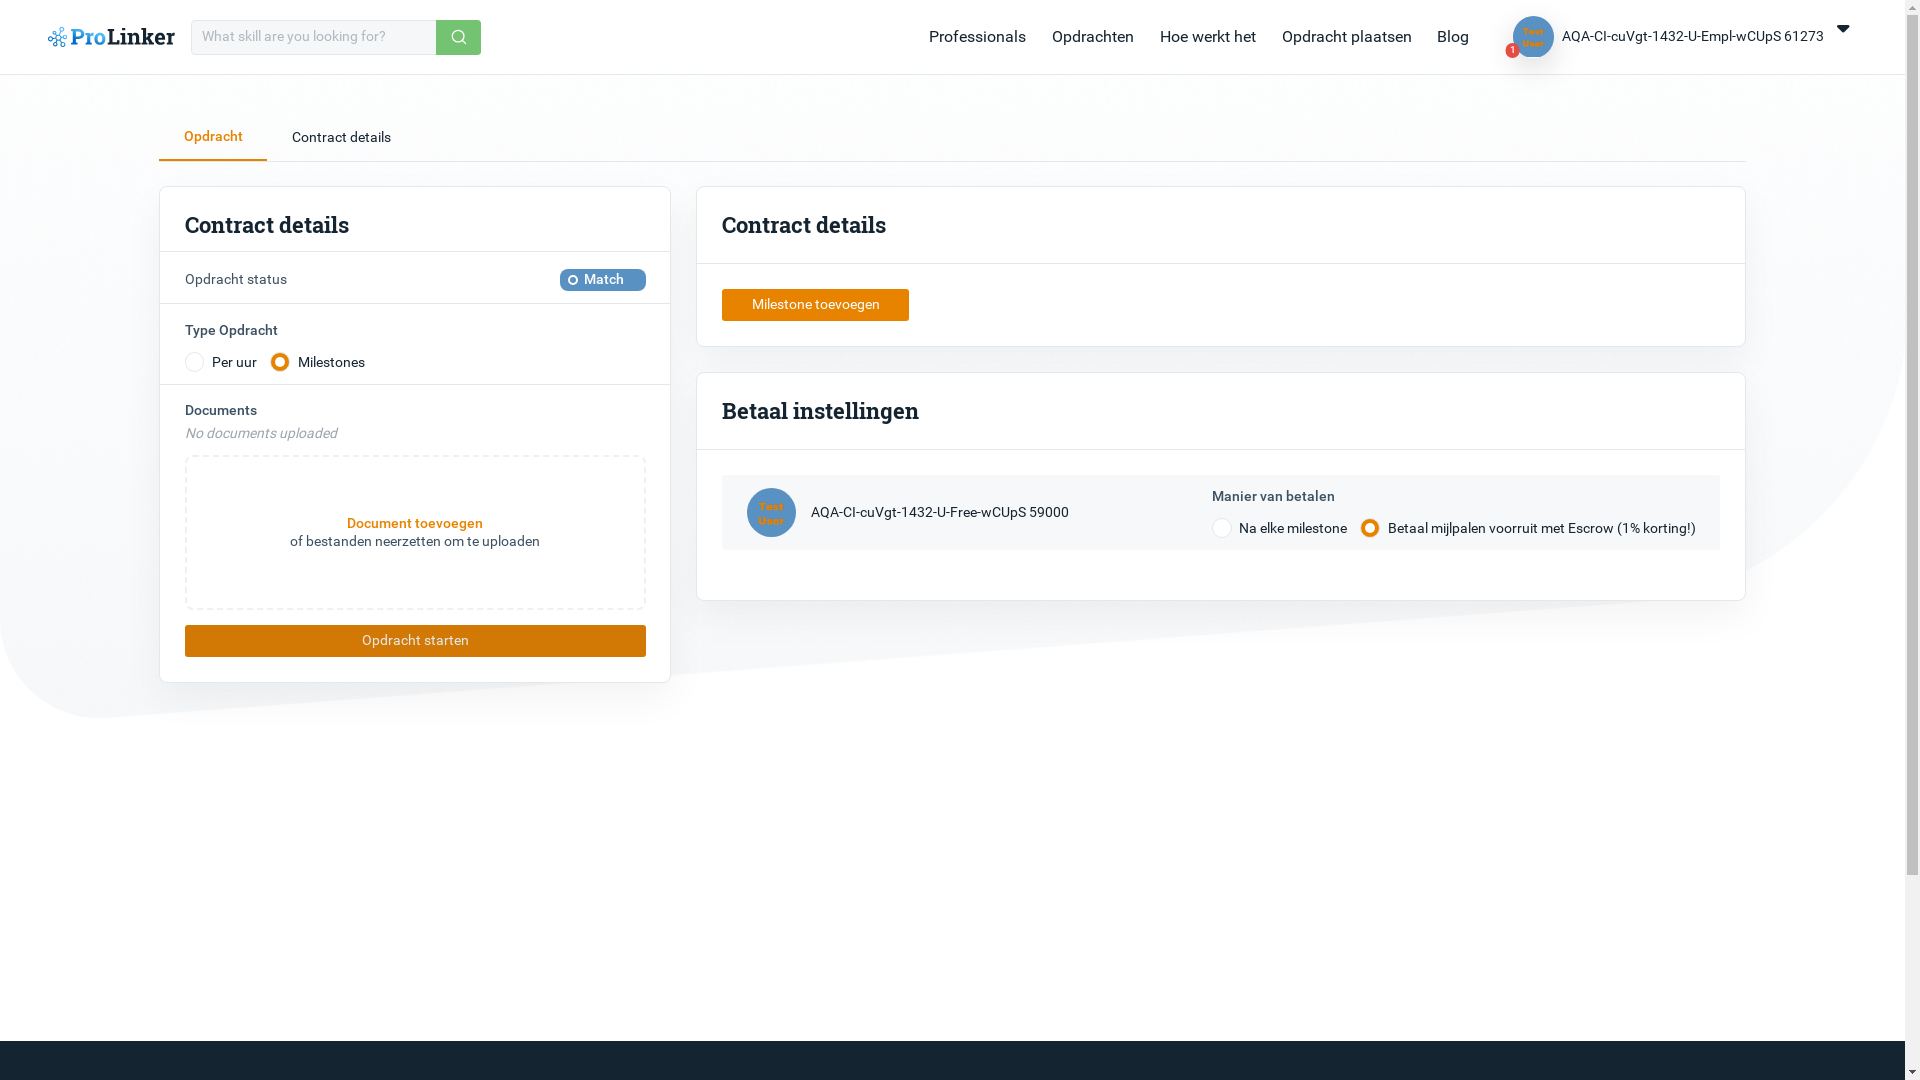 ProLinker
What skill are you looking for?
Professionals
Opdrachten
Hoe werkt het
Opdracht plaatsen
Blog
Test
User
1
AQA-CI-cuVgt-1432-U-Empl-wCUpS 61273
Opdracht
Contract details
Contract details
Opdracht status
Match
Type Opdracht
Per uur
Milestones
Documents
No documents uploaded
Document toevoegen
of bestanden neerzetten om te uploaden
Opdracht starten
Contract details
Milestone toevoegen
Betaal instellingen
Test
User
AQA-CI-cuVgt-1432-U-Free-wCUpS 59000
Manier van betalen
Na elke milestone
Betaal mijlpalen voorruit met Escrow (1% korting!)